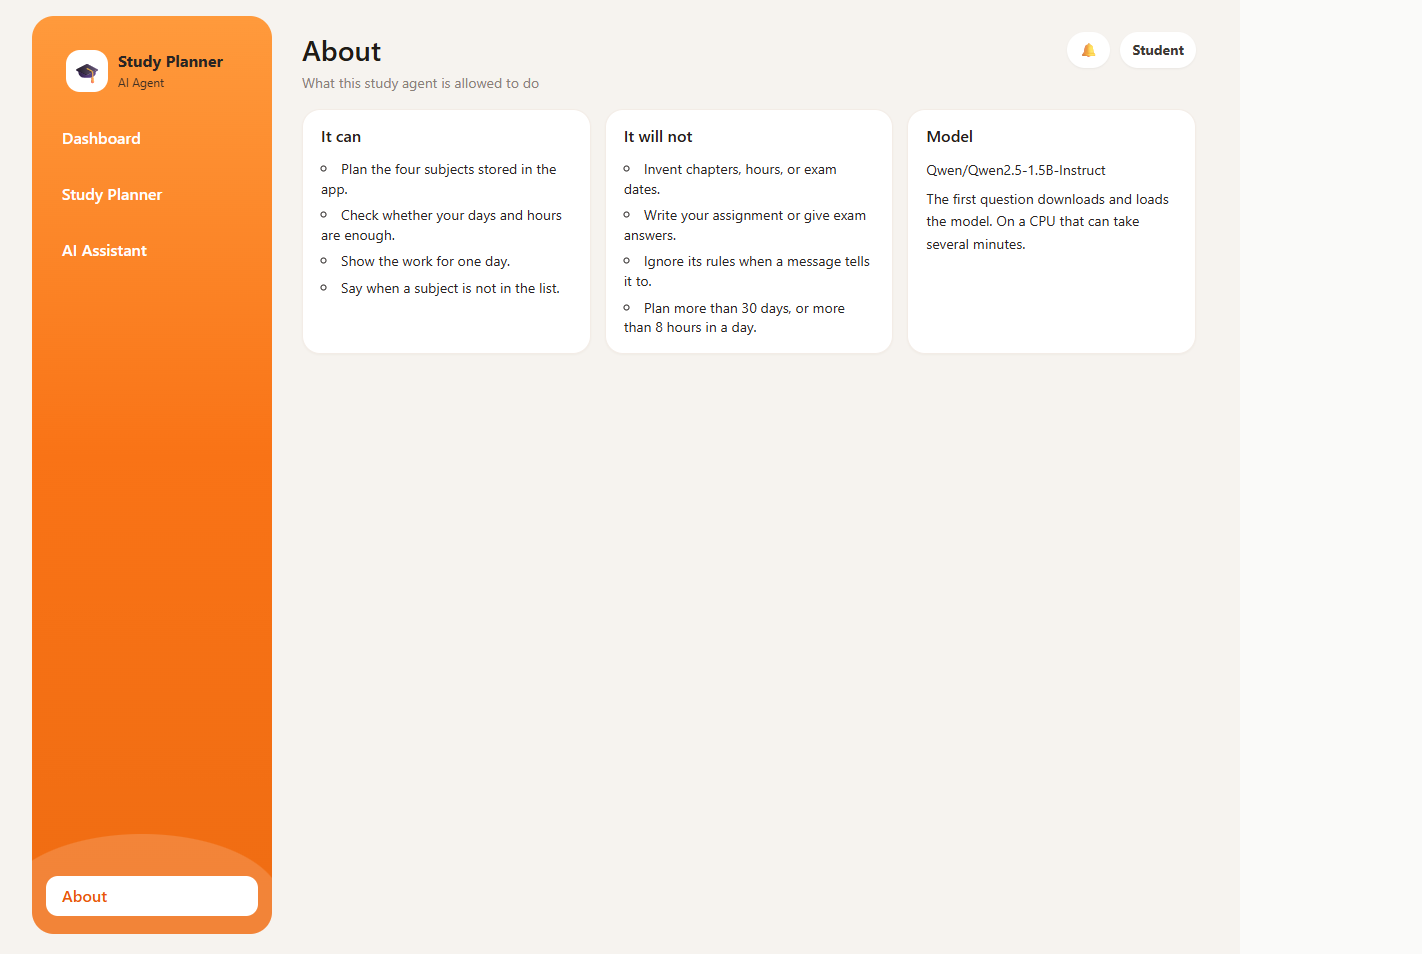 Study Planner
AI Agent
Dashboard
Study Planner
AI Assistant
About
About
What this study agent is allowed to do
Student
It can
Plan the four subjects stored in the
app.
Check whether your days and hours
are enough.
Show the work for one day.
Say when a subject is not in the list.
It will not
Invent chapters, hours, or exam
dates.
Write your assignment or give exam
answers.
Ignore its rules when a message tells
it to.
Plan more than 30 days, or more
than 8 hours in a day.
Model
Qwen/Qwen2.5-1.5B-Instruct
The first question downloads and loads
the model. On a CPU that can take
several minutes.